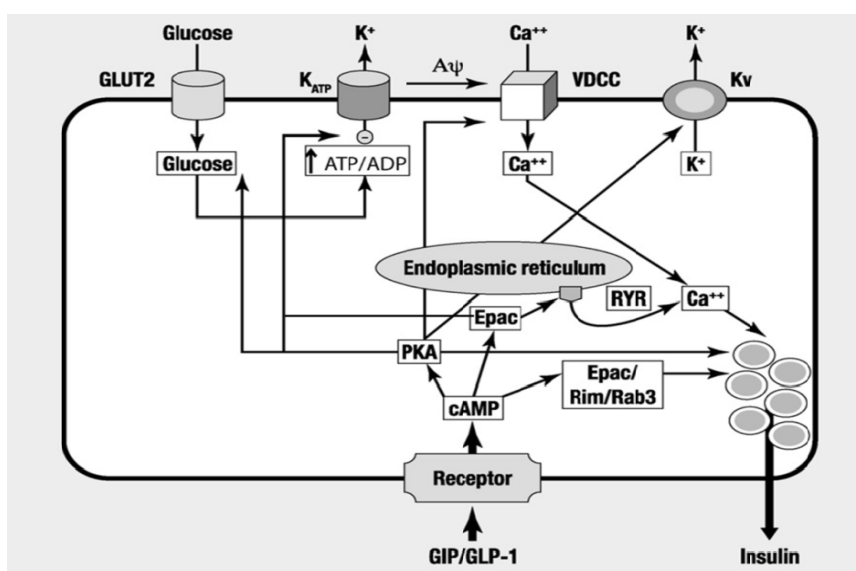 Glucose
K⁺
Ca⁺⁺
K⁺
GLUT2
K_ATP
Aψ
VDCC
Kv
Glucose
−
↑ ATP/ADP
Ca⁺⁺
K⁺
Endoplasmic reticulum
RYR
Ca⁺⁺
Epac
PKA
Epac/
Rim/Rab3
cAMP
Receptor
GIP/GLP-1
Insulin